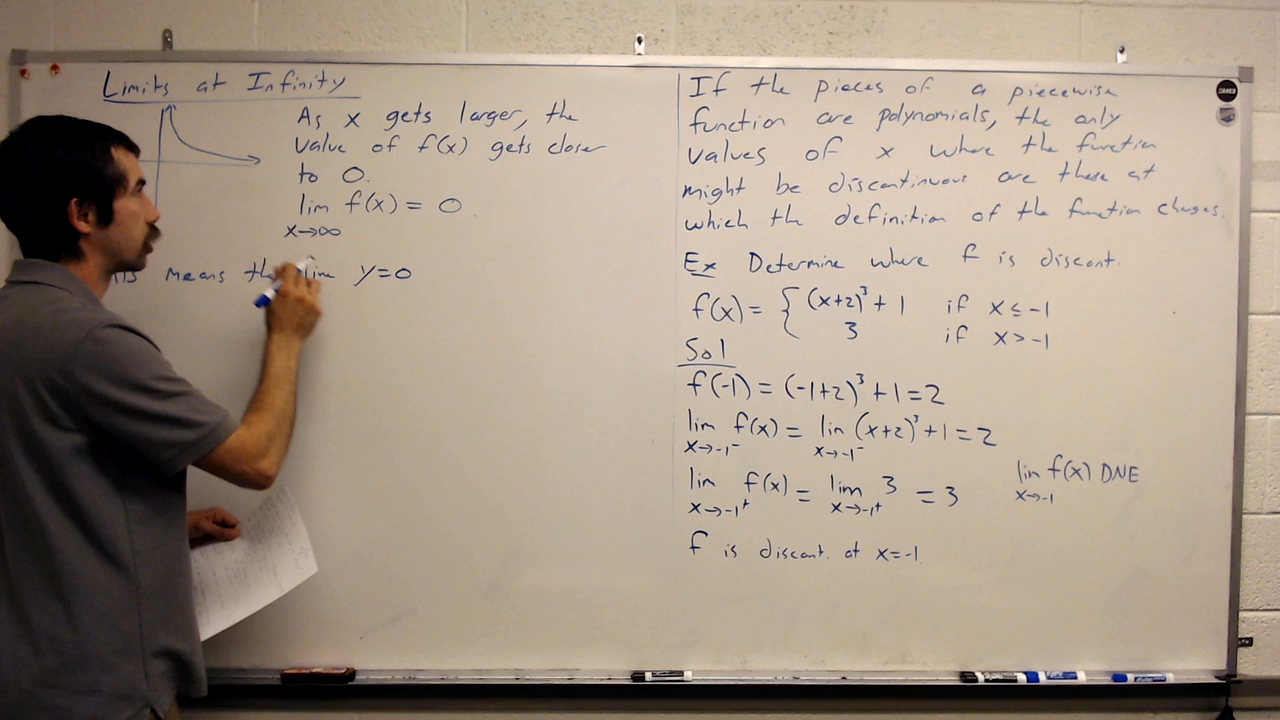 Limits at Infinity
As x gets larger, the
value of f(x) gets closer
to 0.
lim f(x) = 0
x→∞
means the line y=0
If the pieces of a piecewise
function are polynomials, the only
values of x where the function
might be discontinuous are those at
which the definition of the function changes.
Ex Determine where f is discont.
f(x) = { (x+2)³ + 1 if x ≤ -1
3 if x > -1
Sol
f(-1) = (-1+2)³ + 1 = 2
lim f(x) = lim (x+2)³ + 1 = 2
x→-1⁻ x→-1⁻
lim f(x) = lim 3 = 3
x→-1⁺ x→-1⁺
lim f(x) DNE
x→-1
f is discont. at x=-1